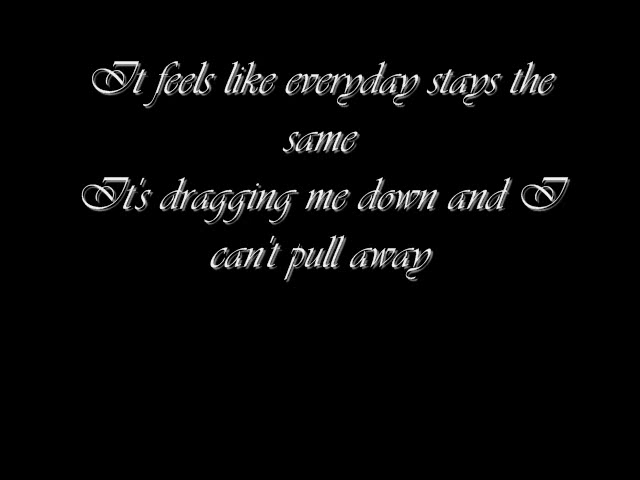 It feels like everyday stays the
same
It's dragging me down and I
can't pull away